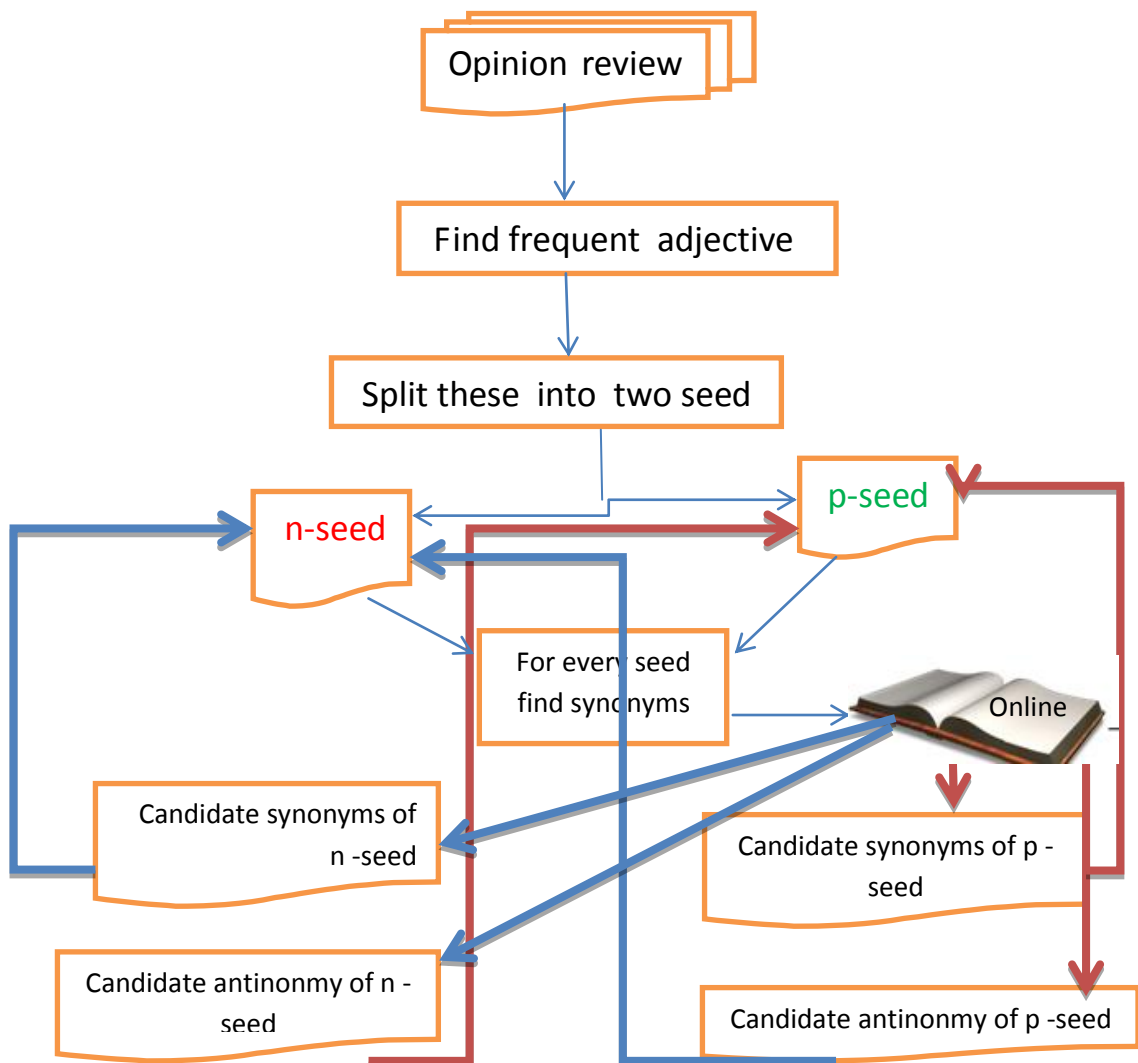 Opinion review
Find frequent adjective
Split these into two seed
n-seed
p-seed
For every seed
find synonyms
Online
Candidate synonyms of
n -seed
Candidate synonyms of p -
seed
Candidate antinonmy of n -
seed
Candidate antinonmy of p -seed